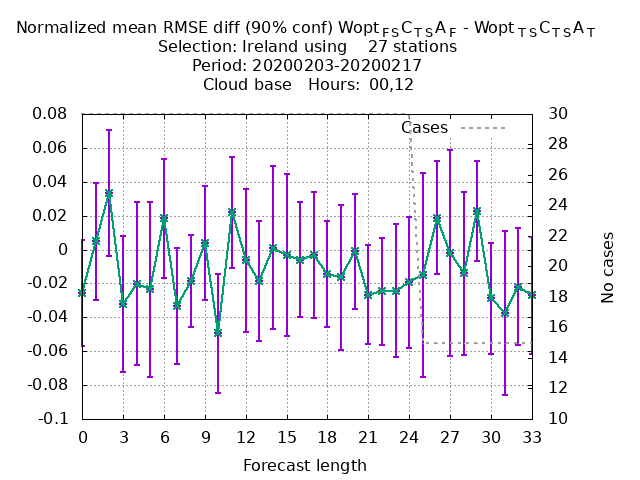 Normalized mean RMSE diff (90% conf) Wopt FS C TS A F - Wopt TS C TS A T
Selection: Ireland using 27 stations
Period: 20200203-20200217
Cloud base Hours: 00,12
Cases
0.08
0.06
0.04
0.02
0
-0.02
-0.04
-0.06
-0.08
-0.1
30
28
26
24
22
20
18
16
14
12
10
No cases
0 3 6 9 12 15 18 21 24 27 30 33
Forecast length